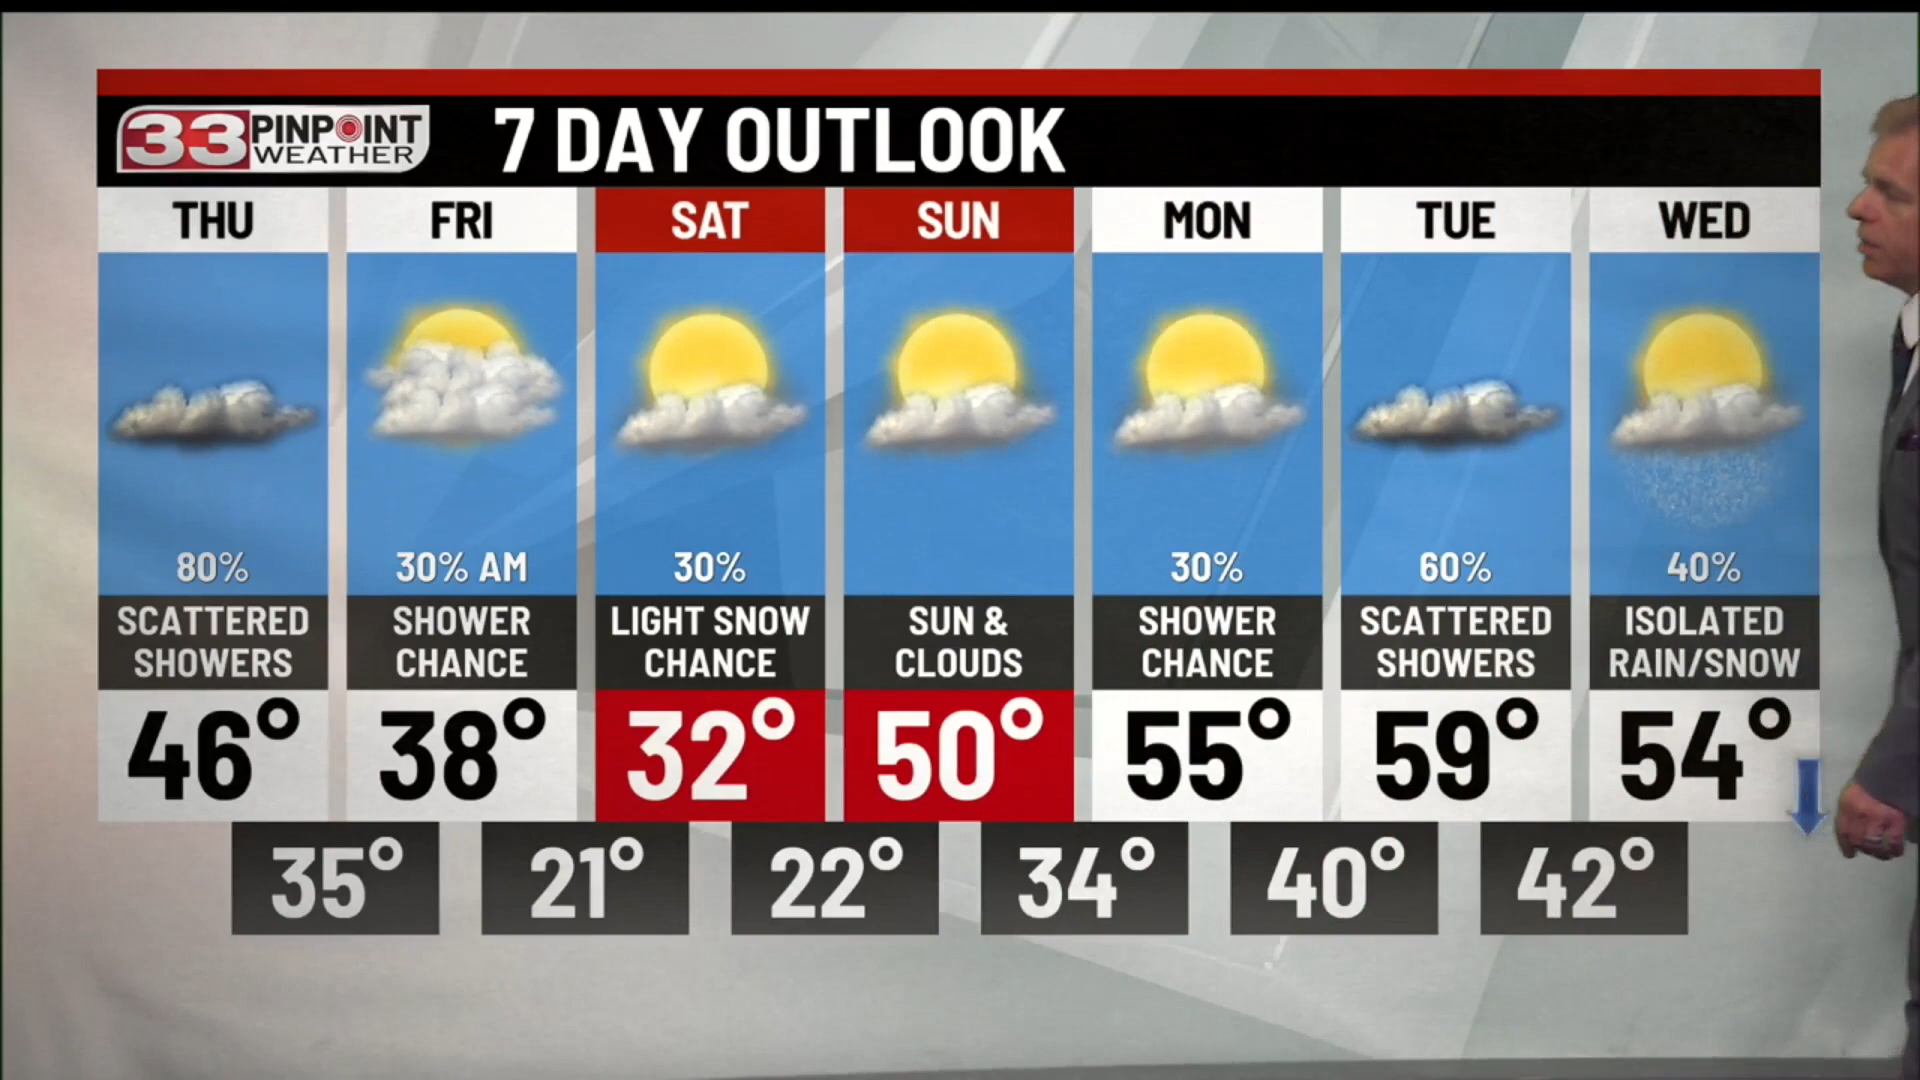 33 PINPOINT WEATHER
7 DAY OUTLOOK
THU FRI SAT SUN MON TUE WED
80% 30% AM 30% 30% 60% 40%
SCATTERED SHOWERS
SHOWER CHANCE
LIGHT SNOW CHANCE
SUN & CLOUDS
SHOWER CHANCE
SCATTERED SHOWERS
ISOLATED RAIN/SNOW
46° 38° 32° 50° 55° 59° 54°
35° 21° 22° 34° 40° 42°